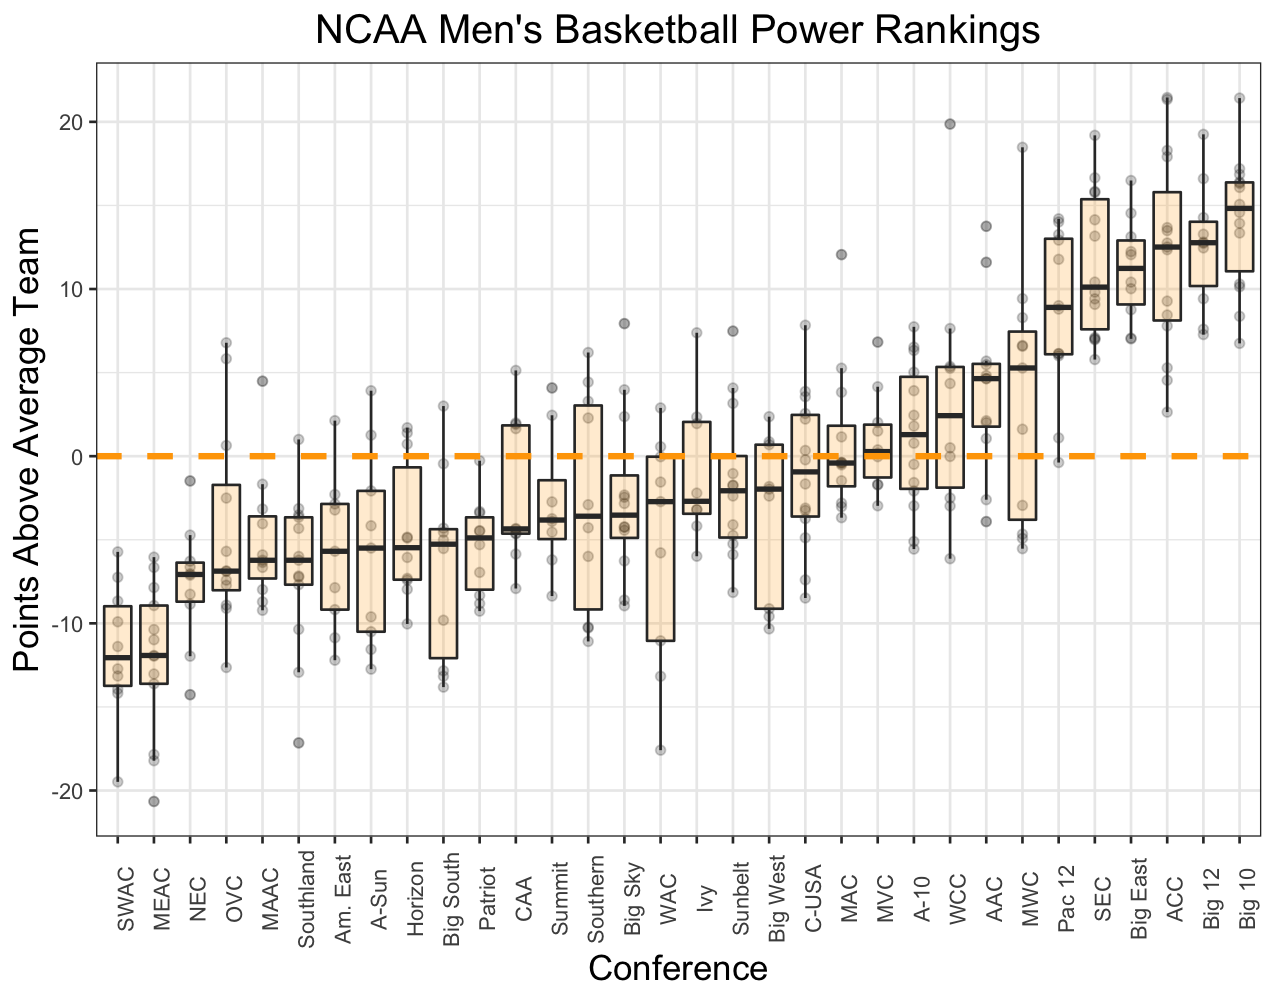 NCAA Men's Basketball Power Rankings
Points Above Average Team
20
10
0
-10
-20
SWAC
MEAC
NEC
OVC
MAAC
Southland
Am. East
A-Sun
Horizon
Big South
Patriot
CAA
Summit
Southern
Big Sky
WAC
Ivy
Sunbelt
Big West
C-USA
MAC
MVC
A-10
WCC
AAC
MWC
Pac 12
SEC
Big East
ACC
Big 12
Big 10
Conference